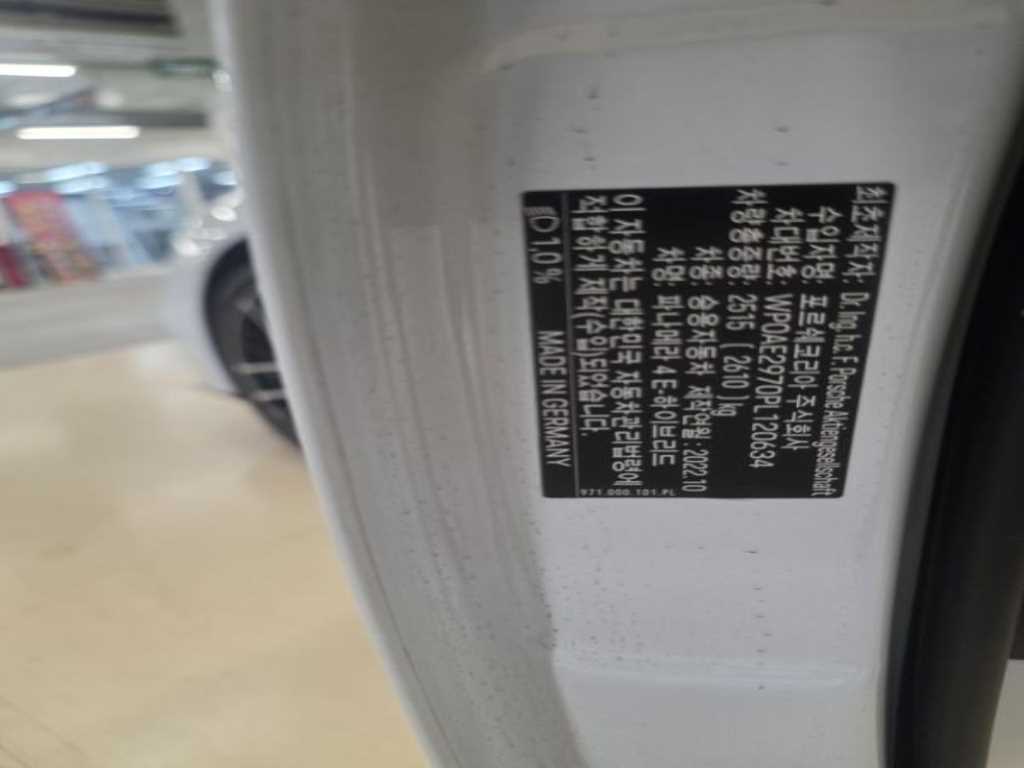 최초제작자: Dr. Ing. h.c. F. Porsche Aktiengesellschaft
수입자명: 포르쉐코리아 주식회사
차대번호: WP0AE2970PL120634
차량총중량: 2515 ( 2610 )kg
차종: 승용자동차 제작연월: 2022.10
차명: 파나메라 4 E-하이브리드
이 자동차는 대한민국 자동차관리법령에
적합하게 제작(수입)되었습니다.
971.000.101.PL
1.0 % MADE IN GERMANY